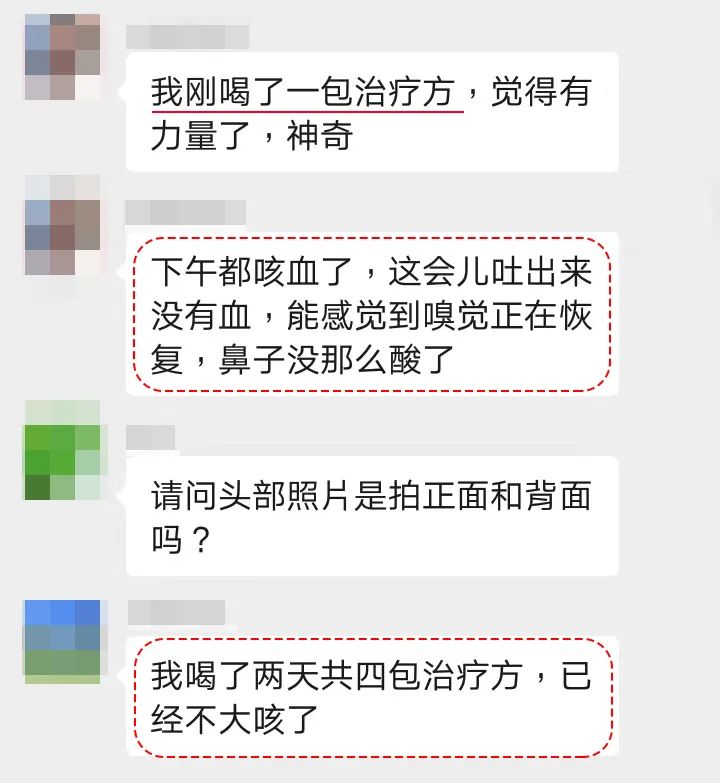 我刚喝了一包治疗方，觉得有
力量了，神奇
下午都咳血了，这会儿吐出来
没有血，能感觉到嗅觉正在恢
复，鼻子没那么酸了
请问头部照片是拍正面和背面
吗？
我喝了两天共四包治疗方，已
经不大咳了